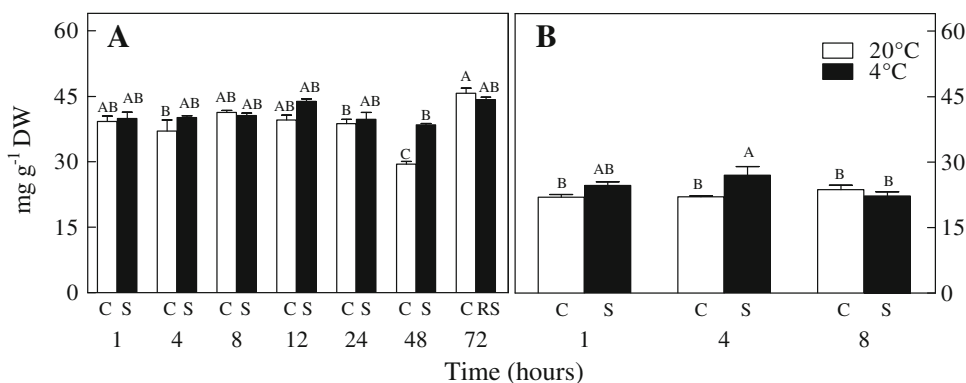 60
45
30
15
0
mg g-1 DW
A
AB AB B AB AB AB AB AB B AB C B A AB
C S C S C S C S C S C S C RS
1 4 8 12 24 48 72
B
20°C
4°C
B AB B A B B
C S C S C S
1 4 8
60
45
30
15
0
Time (hours)